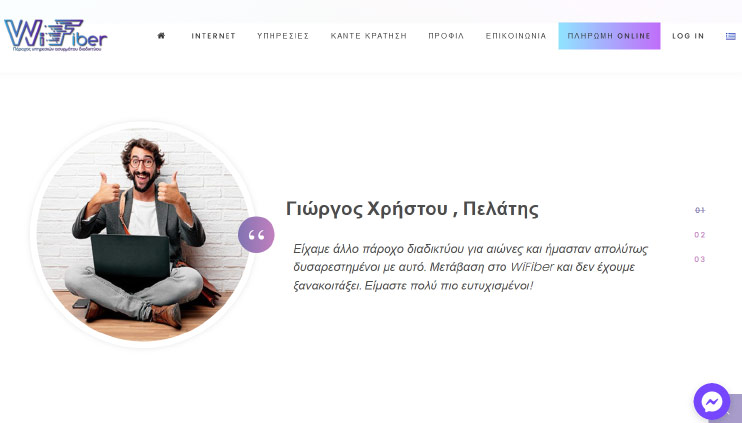 WiFiber
Πάροχος υπηρεσιών ασυρμάτου διαδικτύου
INTERNET
ΥΠΗΡΕΣΙΕΣ
ΚΑΝΤΕ ΚΡΑΤΗΣΗ
ΠΡΟΦΙΛ
ΕΠΙΚΟΙΝΩΝΙΑ
ΠΛΗΡΩΜΗ ONLINE
LOG IN
Γιώργος Χρήστου , Πελάτης
Είχαμε άλλο πάροχο διαδικτύου για αιώνες και ήμασταν απολύτως
δυσαρεστημένοι με αυτό. Μετάβαση στο WiFiber και δεν έχουμε
ξανακοιτάξει. Είμαστε πολύ πιο ευτυχισμένοι!
01
02
03